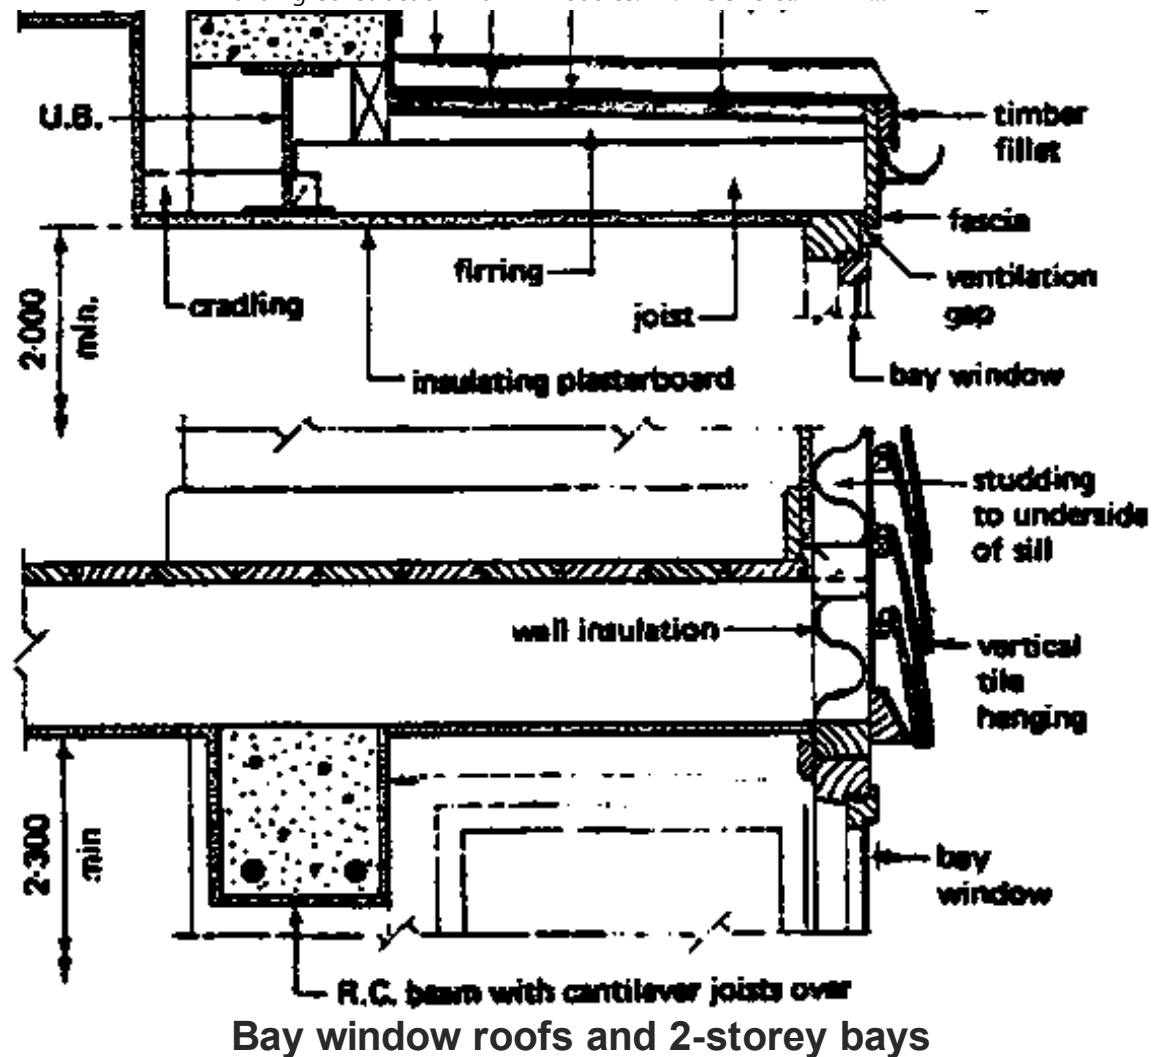 U.B.
timber
fillet
fascia
firring
ventilation
gap
cradling
joist
2·000
min.
insulating plasterboard
bay window
studding
to underside
of sill
wall insulation
vertical
tile
hanging
2·300
min
bay
window
R.C. beam with cantilever joists over
Bay window roofs and 2-storey bays